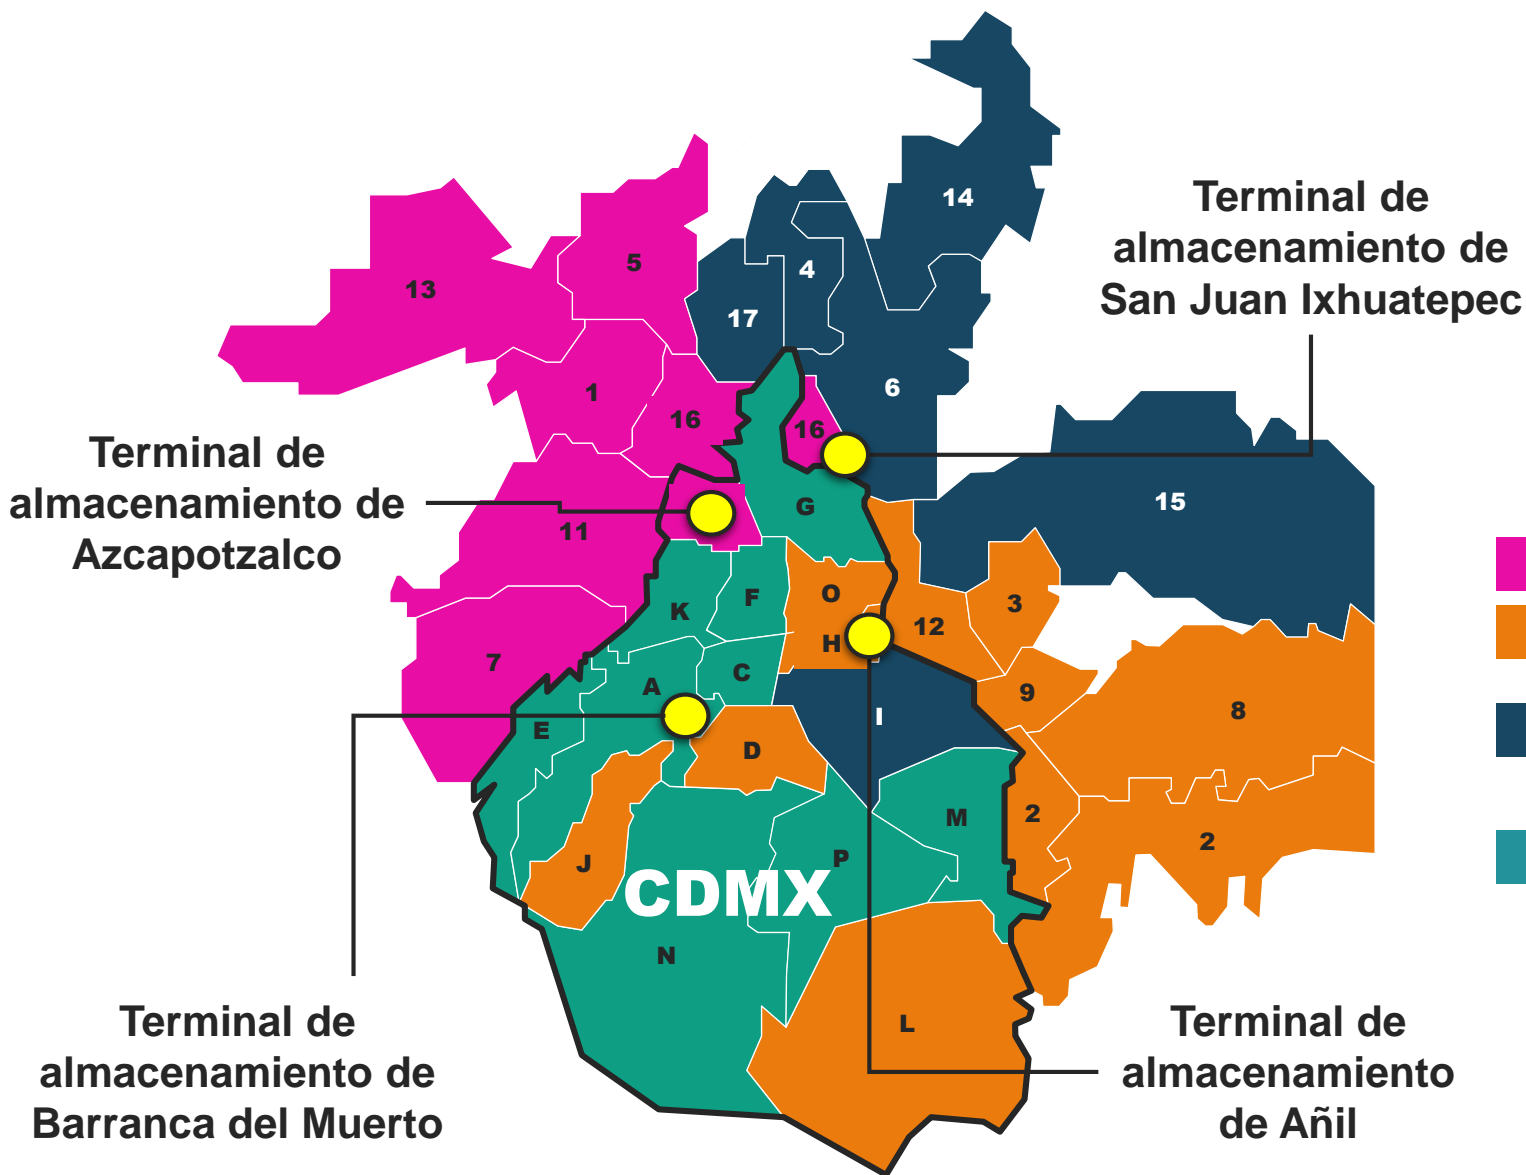 14
Terminal de
almacenamiento de
San Juan Ixhuatepec
5
4
13
17
6
1
16
16
Terminal de
almacenamiento de
Azcapotzalco
15
G
11
O
3
K
F
12
H
7
C
A
9
8
I
E
D
2
M
2
P
J
CDMX
N
L
Terminal de
almacenamiento de
Barranca del Muerto
Terminal de
almacenamiento
de Añil